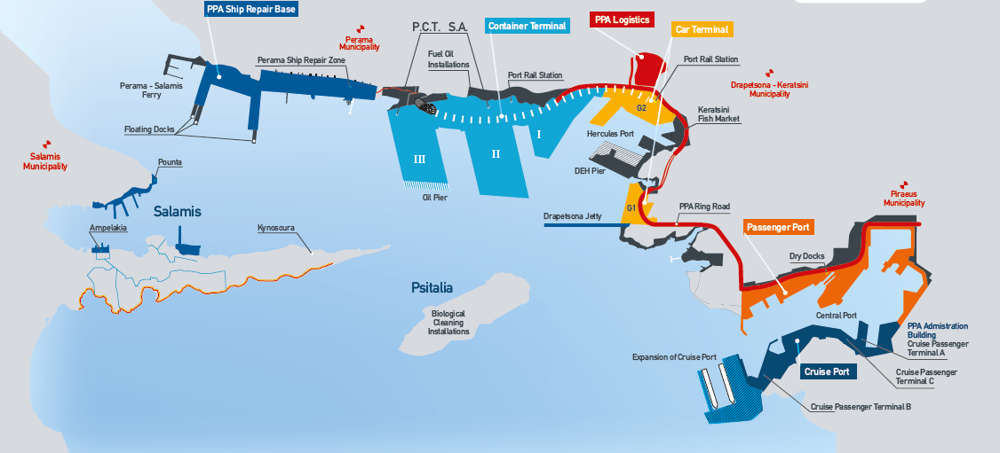 PPA Ship Repair Base
PPA Logistics
P.C.T. S.A.
Container Terminal
Car Terminal
Perama
Municipality
Fuel Oil
Installations
Perama Ship Repair Zone
Port Rail Station
Port Rail Station
Perama - Salamis
Ferry
Drapetsona - Keratsini
Municipality
G2
Keratsini
Fish Market
Floating Docks
I
Hercules Port
II
III
Salamis
Municipality
Pounta
DEH Pier
Oil Pier
Piraeus
Municipality
Salamis
G1
PPA Ring Road
Drapetsona Jetty
Ampelakia
Kynosoura
Passenger Port
Dry Docks
Psitalia
Biological
Cleaning
Installations
Central Port
PPA Admistration
Building
Cruise Passenger
Terminal A
Expansion of Cruise Port
Cruise Port
Cruise Passenger
Terminal C
Cruise Passenger Terminal B